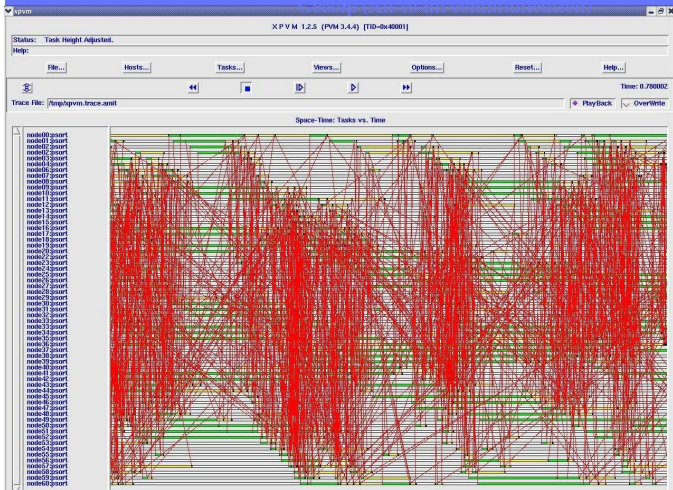 xpvm
X P V M 1.2.5 (PVM 3.4.4) [TID=0x40001]
Status: Task Height Adjusted.
Help:
File... Hosts... Tasks... Views... Options... Reset... Help...
Time: 0.780002
Trace File: /tmp/xpvm.trace.amit PlayBack OverWrite
Space-Time: Tasks vs. Time
node00:psort
node01:psort
node02:psort
node02:psort
node03:psort
node04:psort
node06:psort
node07:psort
node08:psort
node09:psort
node10:psort
node11:psort
node12:psort
node13:psort
node14:psort
node15:psort
node16:psort
node17:psort
node18:psort
node19:psort
node20:psort
node22:psort
node23:psort
node24:psort
node25:psort
node26:psort
node27:psort
node28:psort
node29:psort
node30:psort
node31:psort
node33:psort
node33:psort
node34:psort
node35:psort
node36:psort
node37:psort
node38:psort
node39:psort
node40:psort
node41:psort
node42:psort
node43:psort
node44:psort
node45:psort
node46:psort
node47:psort
node48:psort
node49:psort
node50:psort
node51:psort
node52:psort
node53:psort
node54:psort
node55:psort
node56:psort
node57:psort
node58:psort
node59:psort
node60:psort